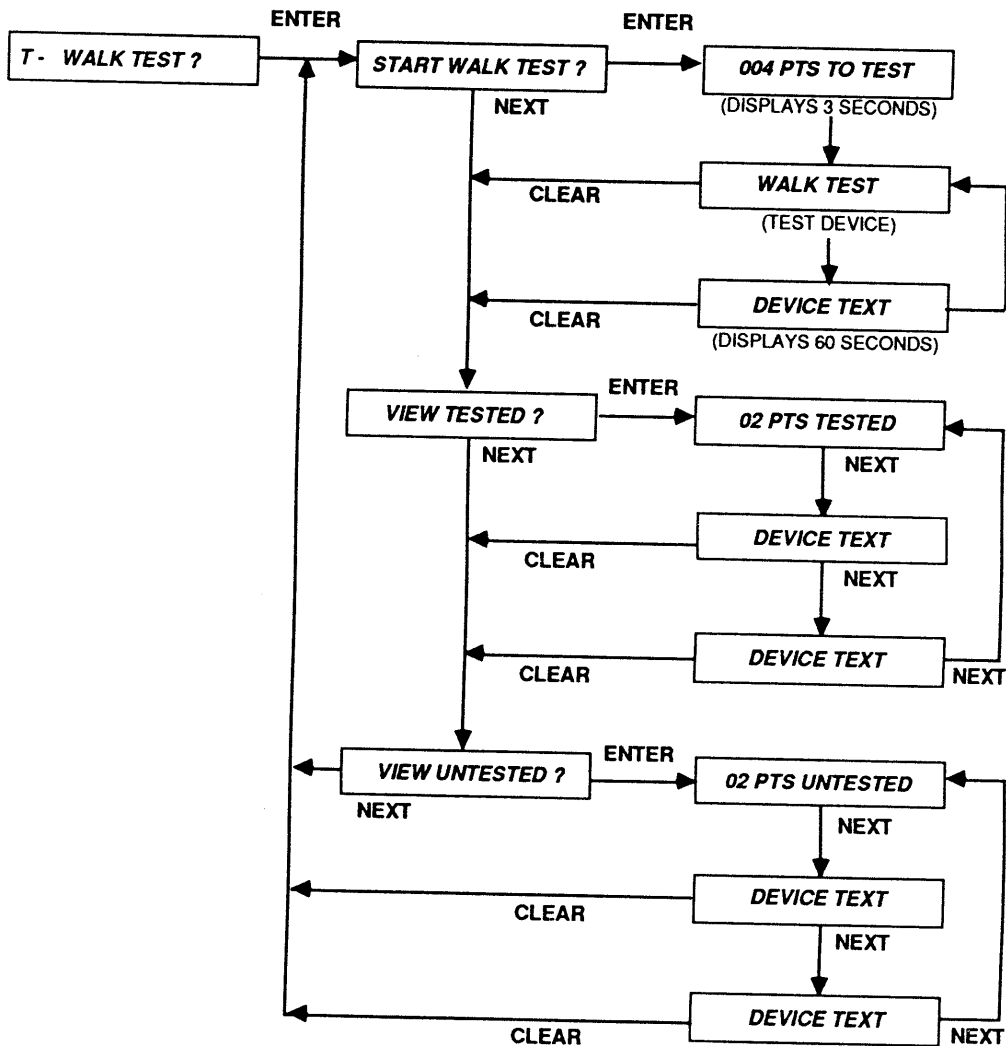 ENTER
ENTER
T - WALK TEST ?
START WALK TEST ?
004 PTS TO TEST
NEXT
(DISPLAYS 3 SECONDS)
WALK TEST
CLEAR
(TEST DEVICE)
DEVICE TEXT
CLEAR
(DISPLAYS 60 SECONDS)
ENTER
VIEW TESTED ?
02 PTS TESTED
NEXT
NEXT
DEVICE TEXT
CLEAR
NEXT
DEVICE TEXT
CLEAR
NEXT
ENTER
VIEW UNTESTED ?
02 PTS UNTESTED
NEXT
NEXT
DEVICE TEXT
CLEAR
NEXT
DEVICE TEXT
CLEAR
NEXT